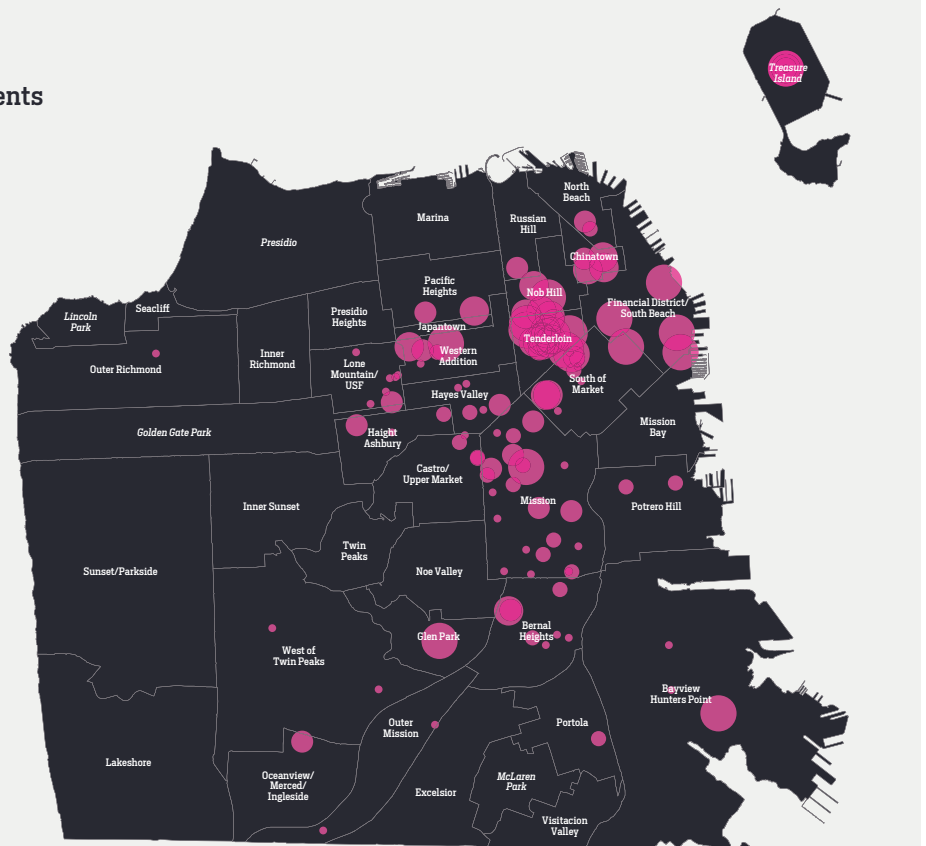 ents
Treasure
Island
North
Beach
Marina
Russian
Hill
Presidio
Chinatown
Pacific
Heights
Nob Hill
Seacliff
Lincoln
Park
Presidio
Heights
Financial District/
South Beach
Japantown
Tenderloin
Inner
Richmond
Western
Addition
Outer Richmond
Lone
Mountain/
USF
South of
Market
Hayes Valley
Mission
Bay
Golden Gate Park
Haight
Ashbury
Castro/
Upper Market
Mission
Potrero Hill
Inner Sunset
Twin
Peaks
Sunset/Parkside
Noe Valley
Bernal
Heights
Glen Park
West of
Twin Peaks
Bayview
Hunters Point
Outer
Mission
Portola
Lakeshore
Oceanview/
Merced/
Ingleside
McLaren
Park
Excelsior
Visitacion
Valley